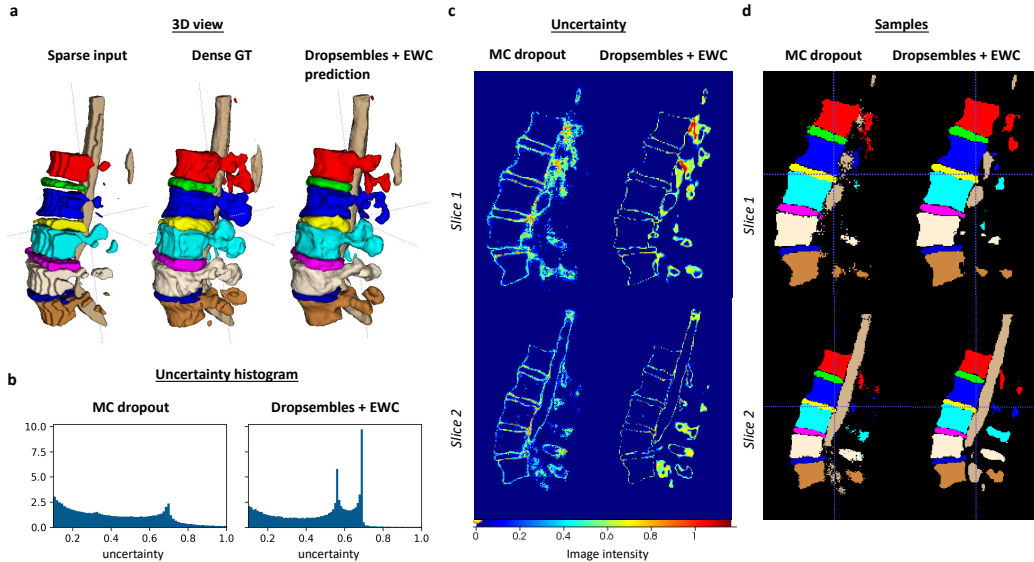 a
3D view
Sparse input
Dense GT
Dropsembles + EWC
prediction
b
Uncertainty histogram
MC dropout
Dropsembles + EWC
10.0
7.5
5.0
2.5
0.0
0.2 0.4 0.6 0.8 1.0
uncertainty
0.2 0.4 0.6 0.8 1.0
uncertainty
c
Uncertainty
MC dropout
Dropsembles + EWC
Slice 1
Slice 2
0 0.2 0.4 0.6 0.8 1
Image intensity
d
Samples
MC dropout
Dropsembles + EWC
Slice 1
Slice 2